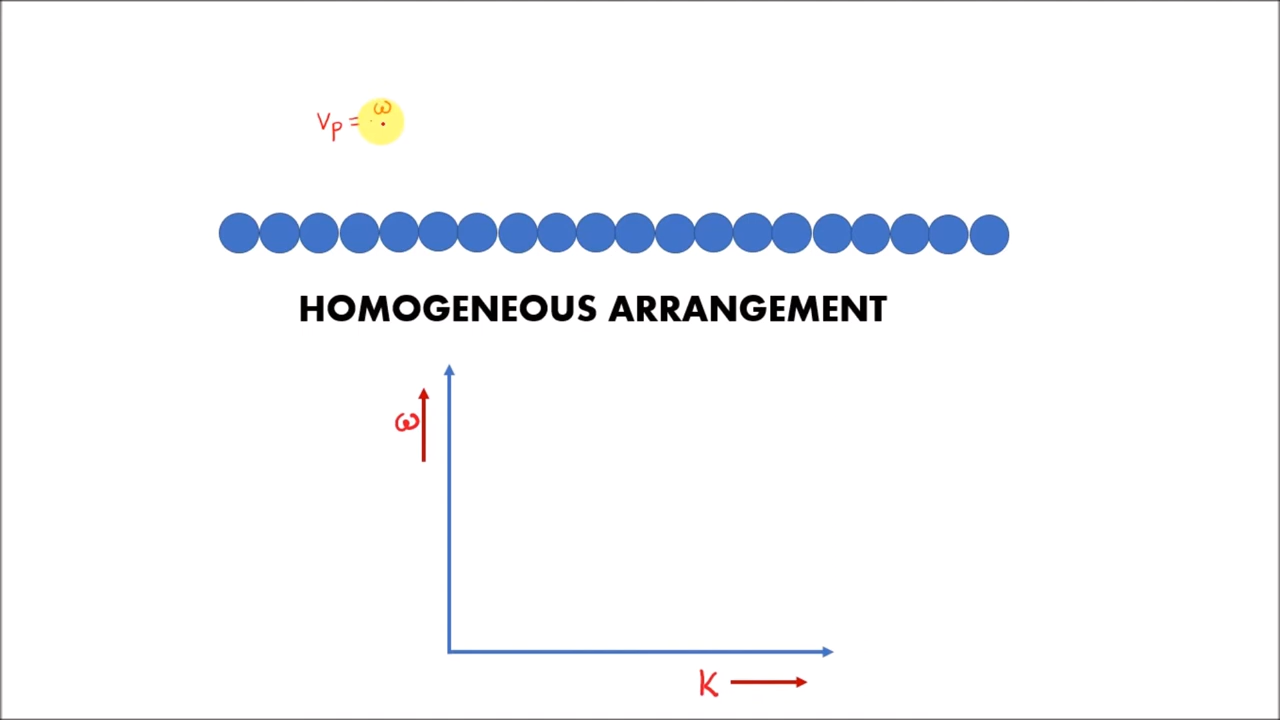 Vp = ω
HOMOGENEOUS ARRANGEMENT
ω
K